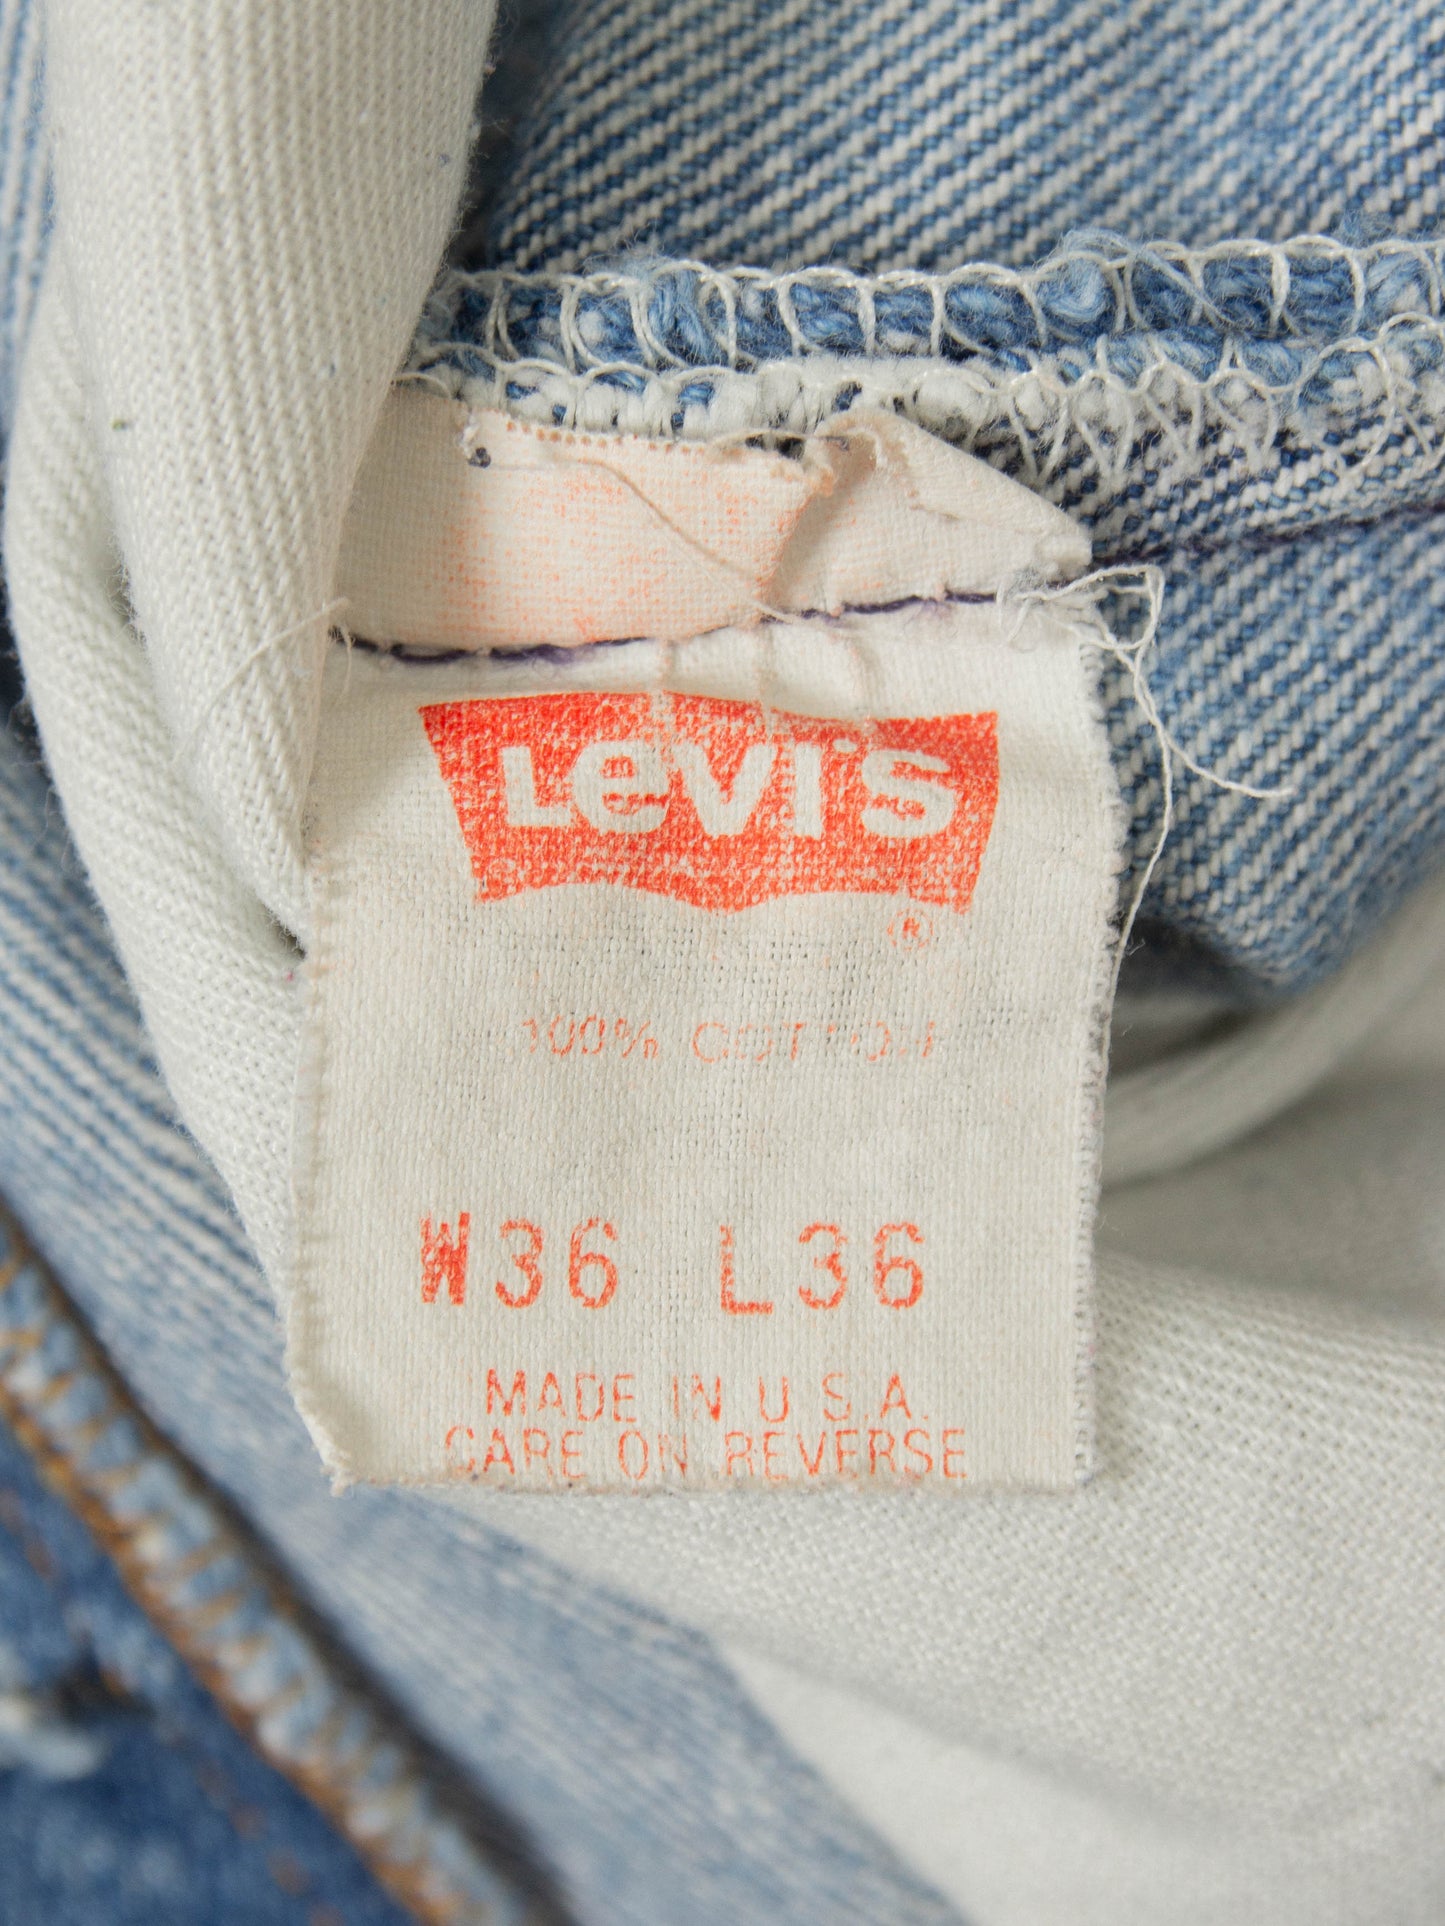 Levi's
®
100% COTTON
W36 L36
MADE IN U.S.A.
CARE ON REVERSE